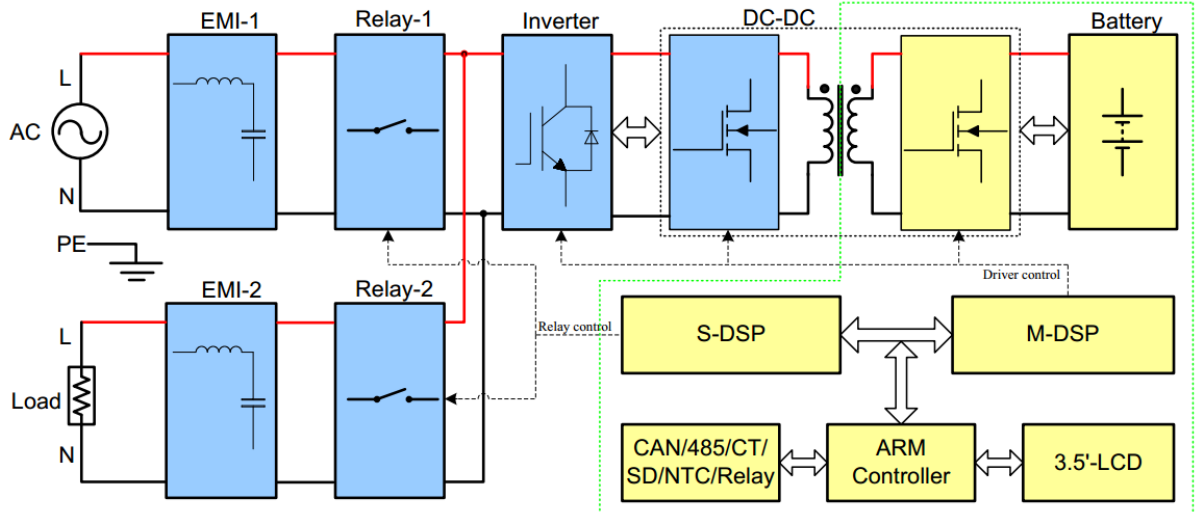 EMI-1
Relay-1
Inverter
DC-DC
Battery
L
AC
N
PE
Driver control
EMI-2
Relay-2
L
Relay control
S-DSP
M-DSP
Load
N
CAN/485/CT/
SD/NTC/Relay
ARM
Controller
3.5'-LCD